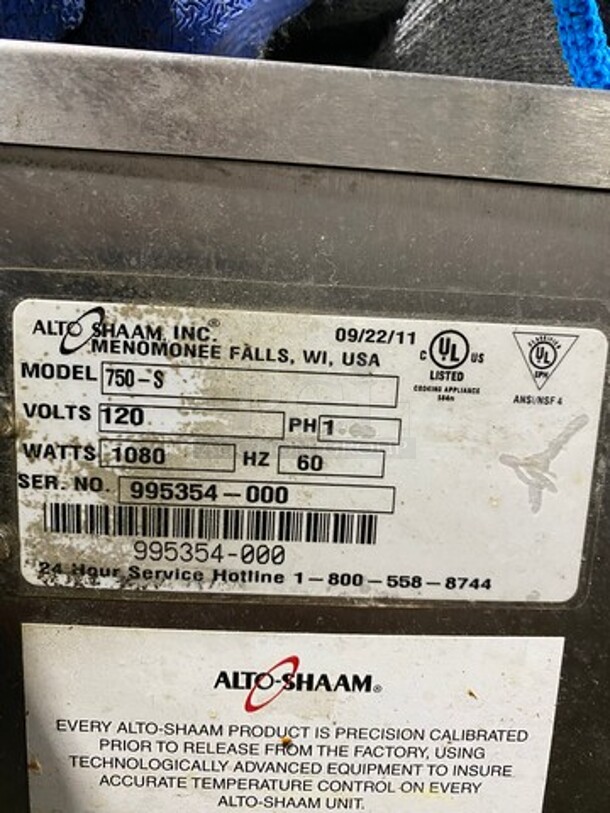 ALTO SHAAM, INC.® 09/22/11
MENOMONEE FALLS, WI, USA
C UL US
LISTED
COOKING APPLIANCE
CLASSIFIED
UL
EPH
ANSI/NSF 4
MODEL 750-S
VOLTS 120 PH 1
WATTS 1080 HZ 60
SER. NO. 995354-000
995354-000
24 Hour Service Hotline 1-800-558-8744
ALTO-SHAAM®
EVERY ALTO-SHAAM PRODUCT IS PRECISION CALIBRATED
PRIOR TO RELEASE FROM THE FACTORY, USING
TECHNOLOGICALLY ADVANCED EQUIPMENT TO INSURE
ACCURATE TEMPERATURE CONTROL ON EVERY
ALTO-SHAAM UNIT.